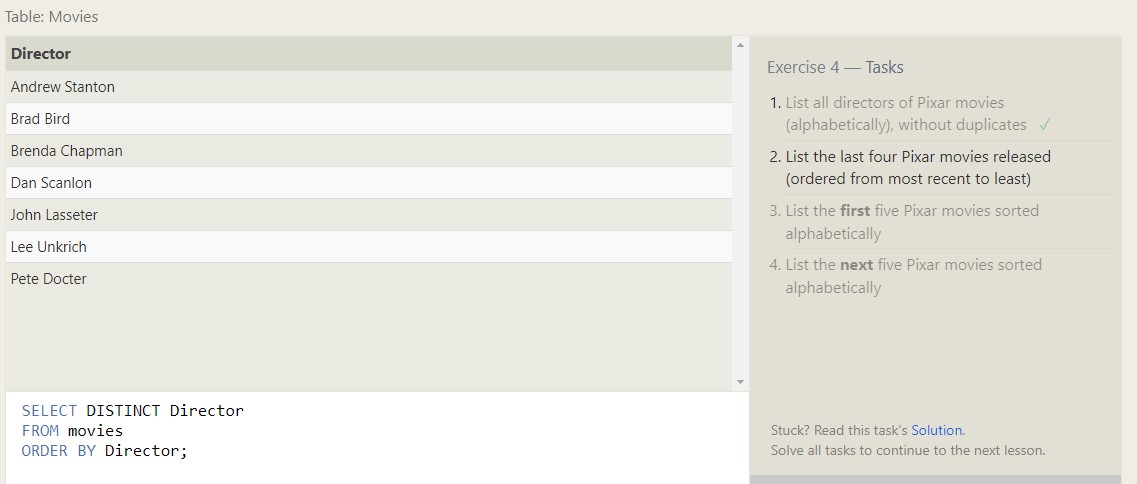 Table: Movies
Director
Andrew Stanton
Brad Bird
Brenda Chapman
Dan Scanlon
John Lasseter
Lee Unkrich
Pete Docter
SELECT DISTINCT Director
FROM movies
ORDER BY Director;
Exercise 4 — Tasks
1. List all directors of Pixar movies
(alphabetically), without duplicates ✓
2. List the last four Pixar movies released
(ordered from most recent to least)
3. List the first five Pixar movies sorted
alphabetically
4. List the next five Pixar movies sorted
alphabetically
Stuck? Read this task's Solution.
Solve all tasks to continue to the next lesson.